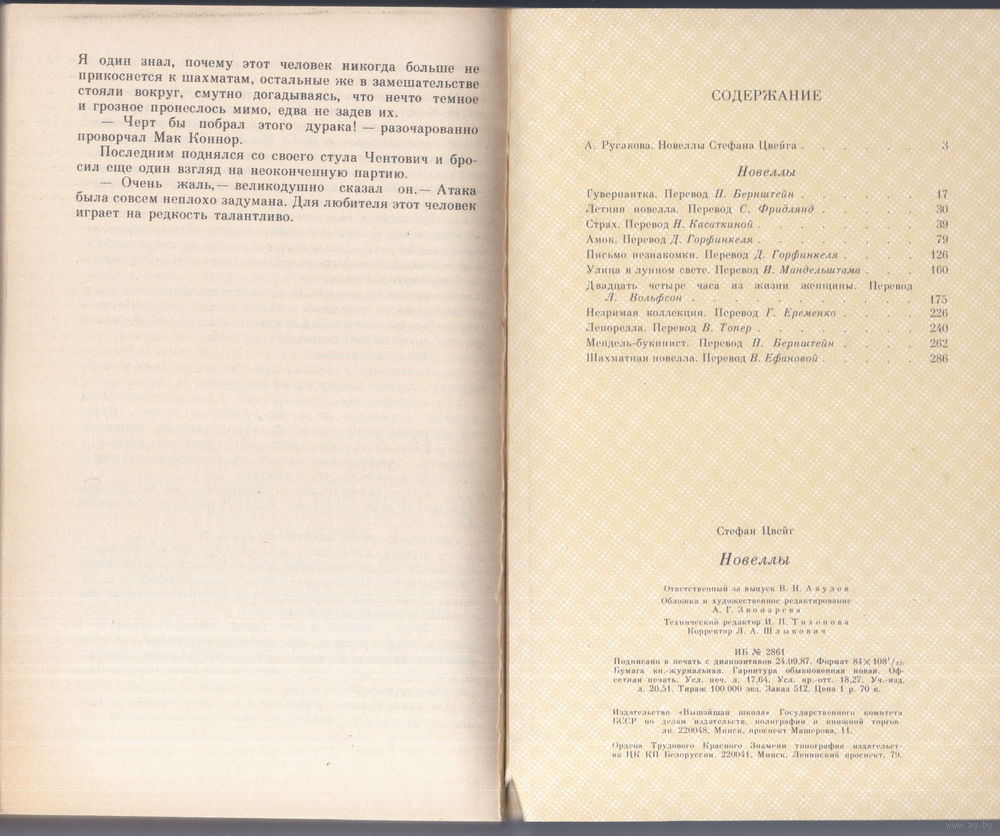 Я один знал, почему этот человек никогда больше не
прикоснется к шахматам, остальные же в замешательстве
стояли вокруг, смутно догадываясь, что нечто темное
и грозное пронеслось мимо, едва не задев их.
— Черт бы побрал этого дурака! — разочарованно
проворчал Мак Коннор.
Последним поднялся со своего стула Чентович и бро-
сил еще один взгляд на неоконченную партию.
— Очень жаль,— великодушно сказал он.— Атака
была совсем неплохо задумана. Для любителя этот человек
играет на редкость талантливо.
СОДЕРЖАНИЕ
А. Русакова. Новеллы Стефана Цвейга . . . . . . 3
Новеллы
Гувернантка. Перевод П. Бернштейн . . . . . . 17
Летняя новелла. Перевод С. Фридлянд . . . . . 30
Страх. Перевод Н. Касаткиной . . . . . . . 39
Амок. Перевод Д. Горфинкеля . . . . . . . 79
Письмо незнакомки. Перевод Д. Горфинкеля . . . . 126
Улица в лунном свете. Перевод И. Мандельштама . . . 160
Двадцать четыре часа из жизни женщины. Перевод
Л. Вольфсон . . . . . . . . . . . 175
Незримая коллекция. Перевод Г. Еременко . . . . 226
Лепорелла. Перевод В. Топер . . . . . . . 240
Мендель-букинист. Перевод П. Бернштейн . . . . 262
Шахматная новелла. Перевод В. Ефановой . . . . . 286
Стефан Цвейг
Новеллы
Ответственный за выпуск В. Н. Акулов
Обложка и художественное редактирование
А. Г. Звонарева
Технический редактор И. П. Тихонова
Корректор Л. А. Шлыкович
ИБ № 2861
Подписано в печать с диапозитивов 24.09.87. Формат 84×108¹/₃₂.
Бумага кн.-журнальная. Гарнитура обыкновенная новая. Оф-
сетная печать. Усл. печ. л. 17,64. Усл. кр.-отт. 18,27. Уч.-изд.
л. 20,51. Тираж 100 000 экз. Заказ 512. Цена 1 р. 70 к.
Издательство «Вышэйшая школа» Государственного комитета
БССР по делам издательств, полиграфии и книжной торгов-
ли. 220048, Минск, проспект Машерова, 11.
Ордена Трудового Красного Знамени типография издательст-
ва ЦК КП Белоруссии. 220041, Минск, Ленинский проспект, 79.
www.ay.by